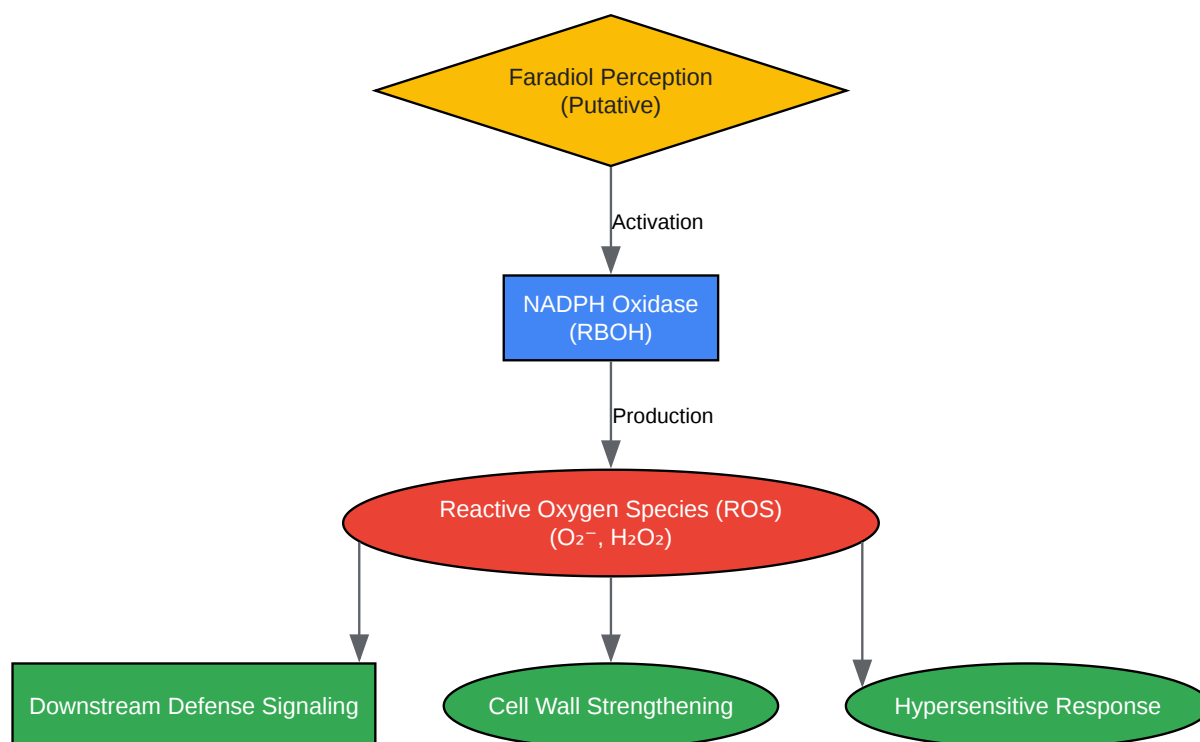 Faradiol Perception
(Putative)
Activation
NADPH Oxidase
(RBOH)
Production
Reactive Oxygen Species (ROS)
(O₂⁻, H₂O₂)
Downstream Defense Signaling
Cell Wall Strengthening
Hypersensitive Response